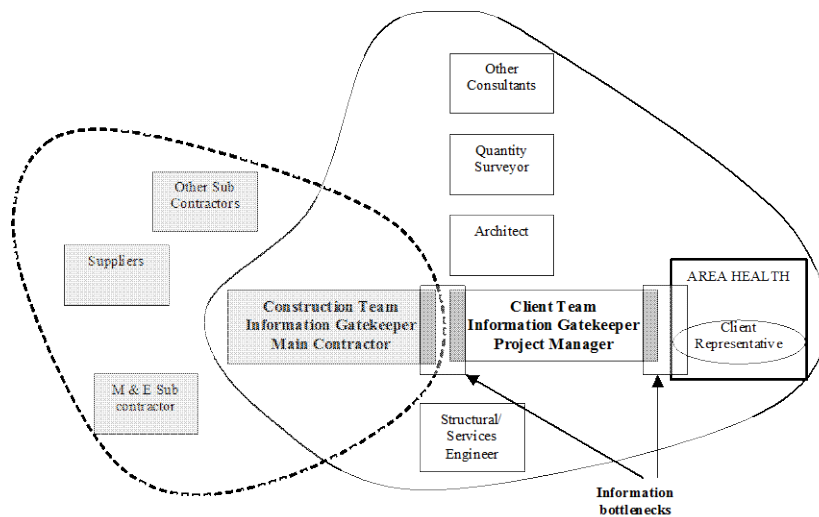 Other
Consultants
Quantity
Surveyor
Other Sub
Contractors
Architect
Suppliers
AREA HEALTH
Construction Team
Information Gatekeeper
Main Contractor
Client Team
Information Gatekeeper
Project Manager
Client
Representative
M & E Sub
contractor
Structural/
Services
Engineer
Information
bottlenecks